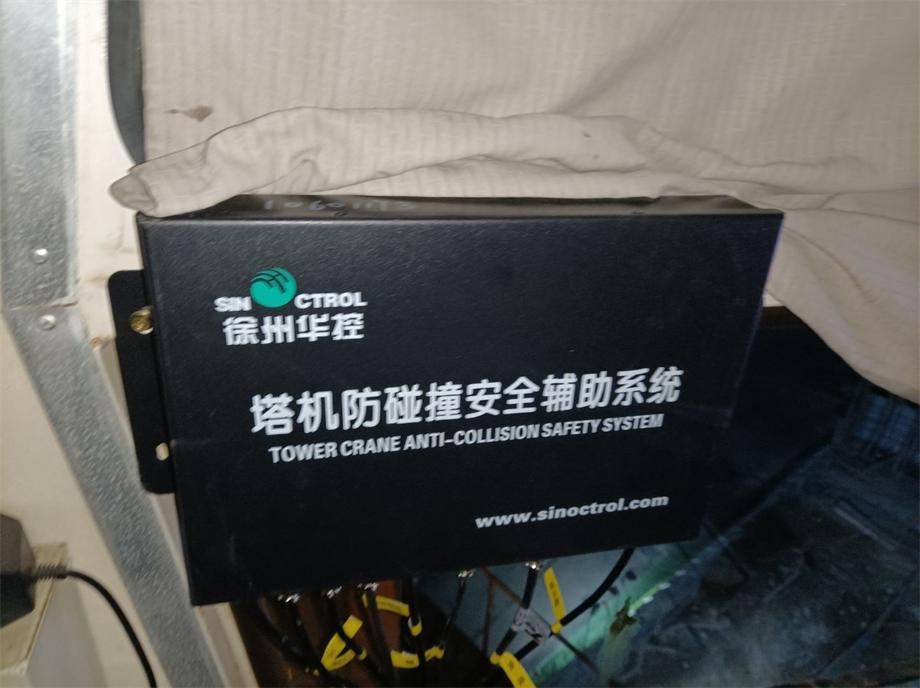 SINOCTROL
徐州华控
塔机防碰撞安全辅助系统
TOWER CRANE ANTI-COLLISION SAFETY SYSTEM
www.sinoctrol.com